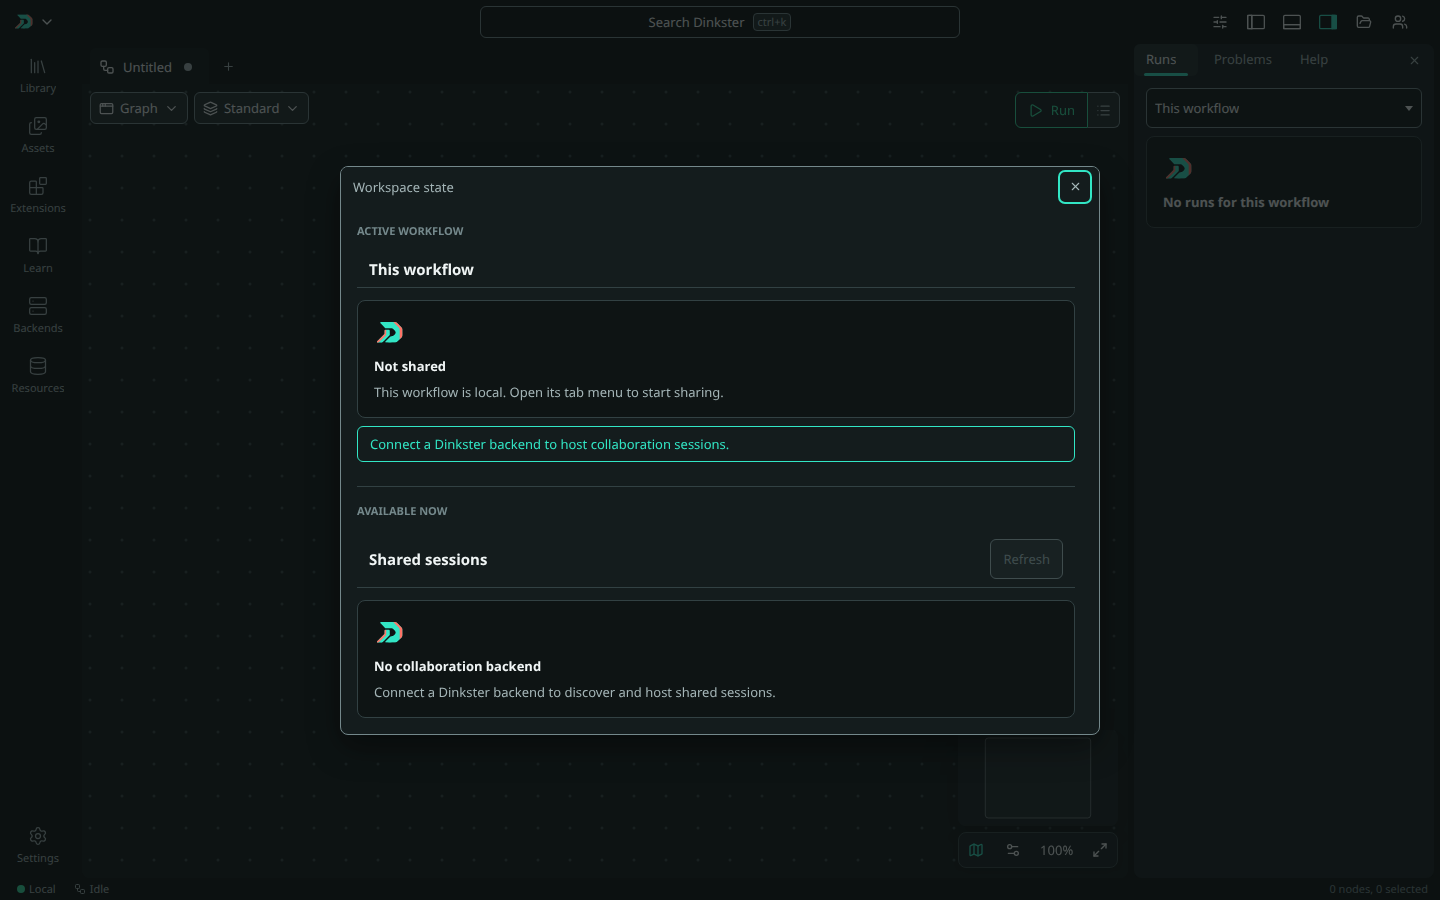 Search Dinkster ctrl+k
Untitled
Runs Problems Help
Library
Assets
Extensions
Learn
Backends
Resources
Settings
Graph
Standard
Run
This workflow
No runs for this workflow
Workspace state
ACTIVE WORKFLOW
This workflow
Not shared
This workflow is local. Open its tab menu to start sharing.
Connect a Dinkster backend to host collaboration sessions.
AVAILABLE NOW
Shared sessions
Refresh
No collaboration backend
Connect a Dinkster backend to discover and host shared sessions.
100%
Local
Idle
0 nodes, 0 selected